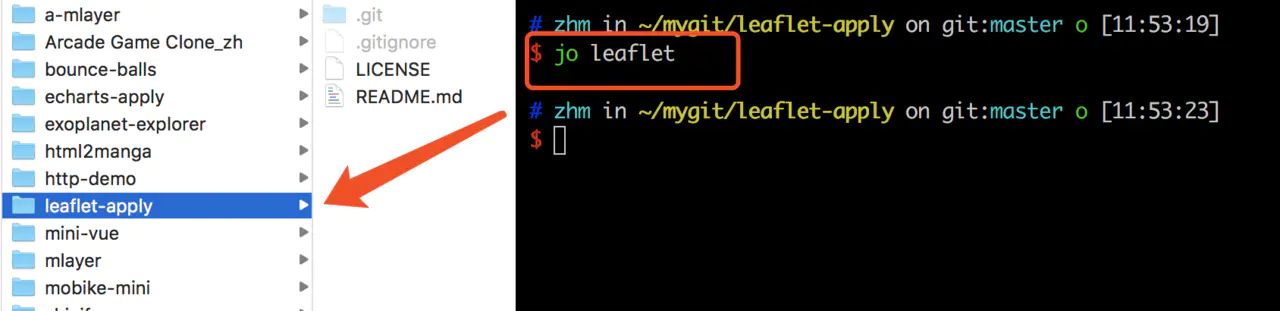 a-mlayer
Arcade Game Clone_zh
bounce-balls
echarts-apply
exoplanet-explorer
html2manga
http-demo
leaflet-apply
mini-vue
mlayer
mobike-mini
.git
.gitignore
LICENSE
README.md
# zhm in ~/mygit/leaflet-apply on git:master o [11:53:19]
$ jo leaflet
# zhm in ~/mygit/leaflet-apply on git:master o [11:53:23]
$